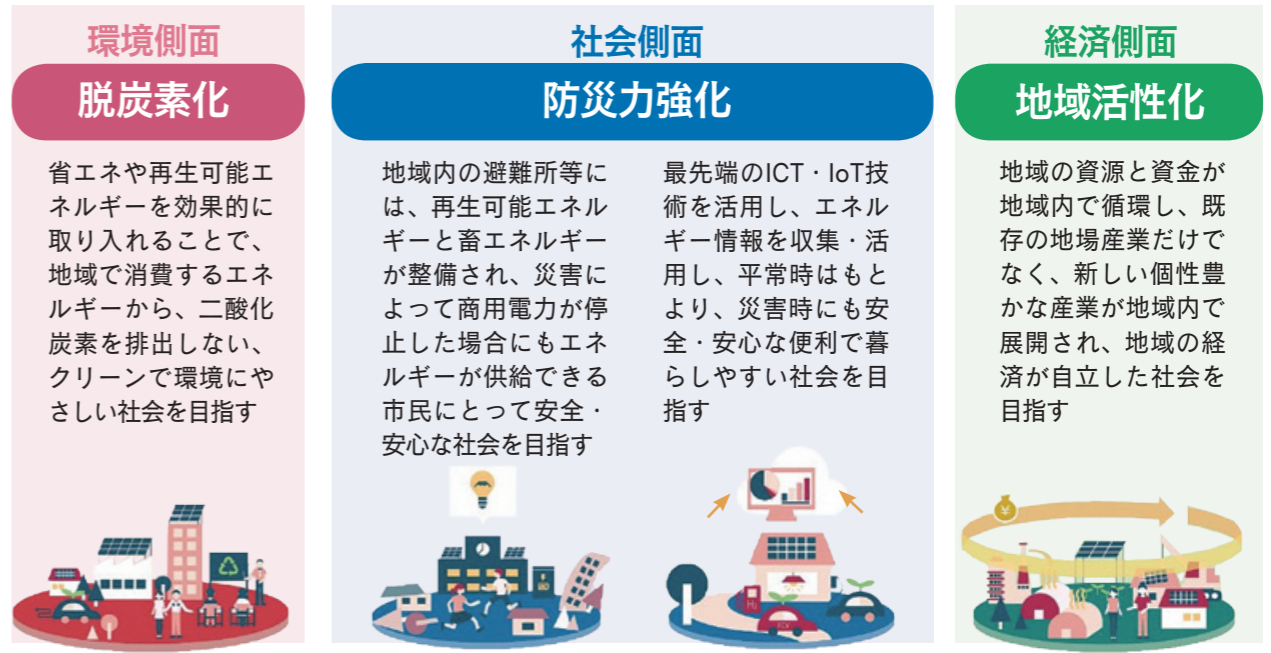 環境側面
脱炭素化
省エネや再生可能エ
ネルギーを効果的に
取り入れることで、
地域で消費するエネ
ルギーから、二酸化
炭素を排出しない、
クリーンで環境にや
さしい社会を目指す
社会側面
防災力強化
地域内の避難所等に
は、再生可能エネル
ギーと畜エネルギー
が整備され、災害に
よって商用電力が停
止した場合にもエネ
ルギーが供給できる
市民にとって安全・
安心な社会を目指す
最先端のICT・IoT技
術を活用し、エネル
ギー情報を収集・活
用し、平常時はもと
より、災害時にも安
全・安心な便利で暮
らしやすい社会を目
指す
経済側面
地域活性化
地域の資源と資金が
地域内で循環し、既
存の地場産業だけで
なく、新しい個性豊
かな産業が地域内で
展開され、地域の経
済が自立した社会を
目指す
¥
H₂